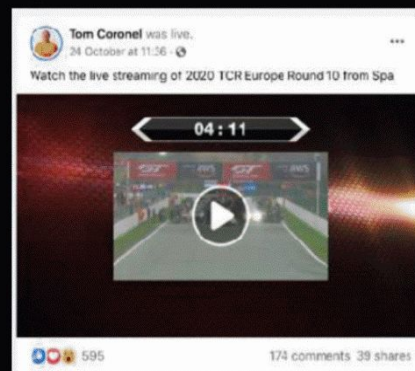 Tom Coronel was live.
24 October at 11:36 ·
Watch the live streaming of 2020 TCR Europe Round 10 from Spa
04:11
595
174 comments 39 shares